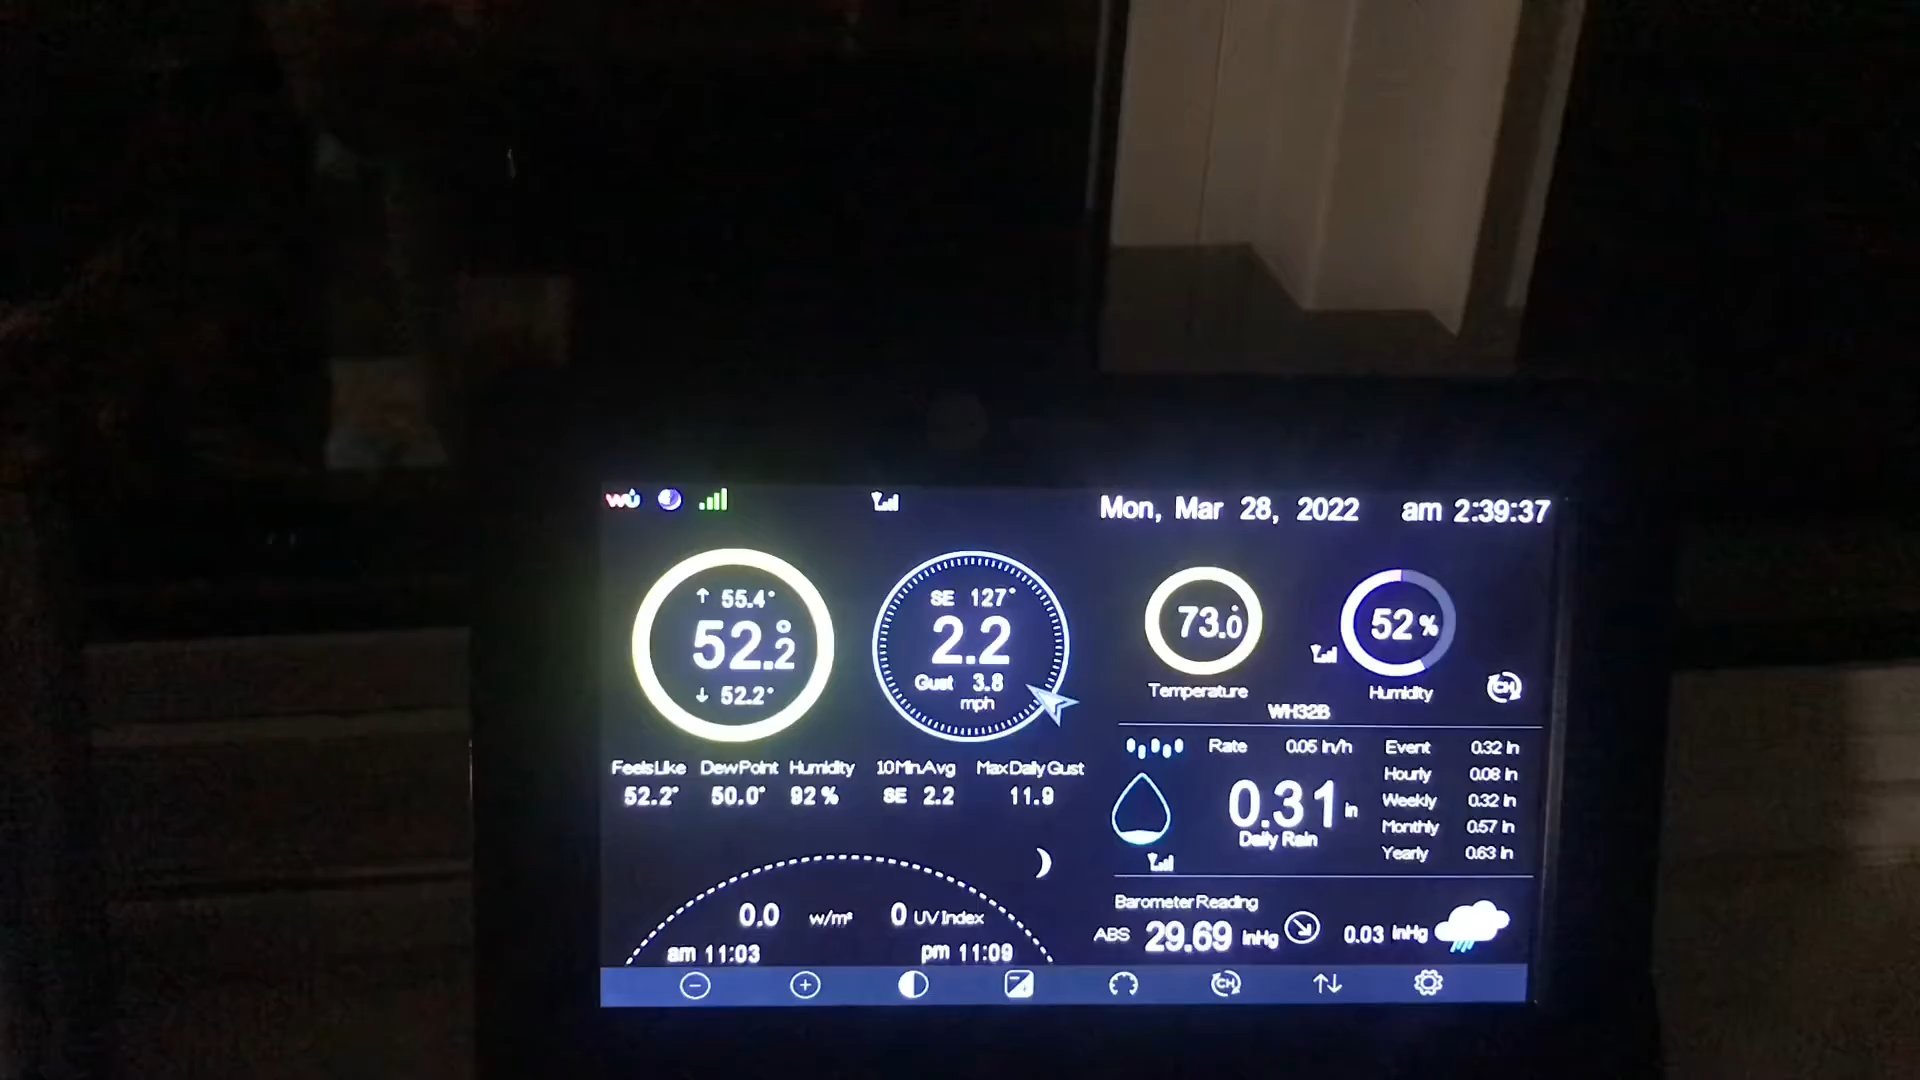 wu
Mon, Mar 28, 2022 am 2:39:37
↑ 55.4°
52.2°
↓ 52.2°
SE 127°
2.2
Gust 3.8
mph
73.0°
Temperature
52 %
Humidity
CH
WH32B
Feels Like Dew Point Humidity
52.2° 50.0° 92 %
10 Min Avg Max Daily Gust
SE 2.2 11.9
Rate 0.05 in/h
0.31 in
Daily Rain
Event 0.32 in
Hourly 0.08 in
Weekly 0.32 in
Monthly 0.57 in
Yearly 0.63 in
0.0 w/m² 0 UV Index
am 11:03 pm 11:09
Barometer Reading
ABS 29.69 inHg 0.03 inHg
CH